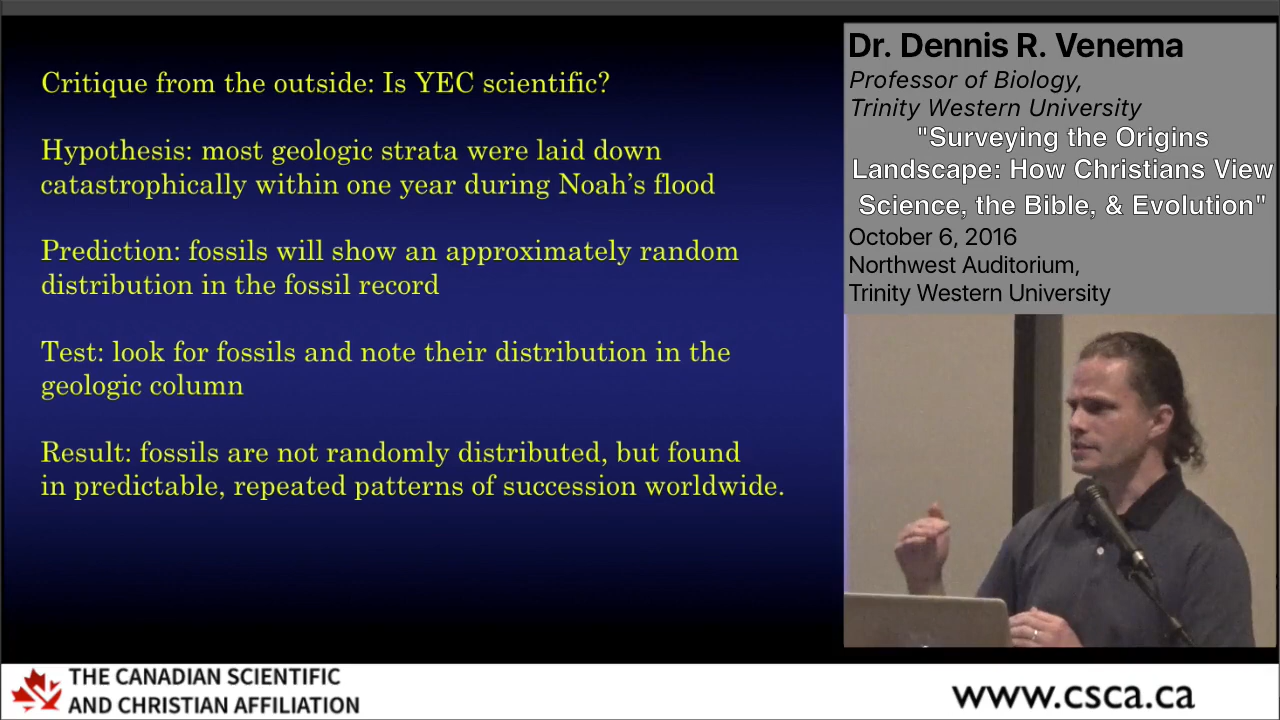 Critique from the outside: Is YEC scientific?
Hypothesis: most geologic strata were laid down
catastrophically within one year during Noah's flood
Prediction: fossils will show an approximately random
distribution in the fossil record
Test: look for fossils and note their distribution in the
geologic column
Result: fossils are not randomly distributed, but found
in predictable, repeated patterns of succession worldwide.
Dr. Dennis R. Venema
Professor of Biology,
Trinity Western University
"Surveying the Origins
Landscape: How Christians View
Science, the Bible, & Evolution"
October 6, 2016
Northwest Auditorium,
Trinity Western University
THE CANADIAN SCIENTIFIC
AND CHRISTIAN AFFILIATION
www.csca.ca